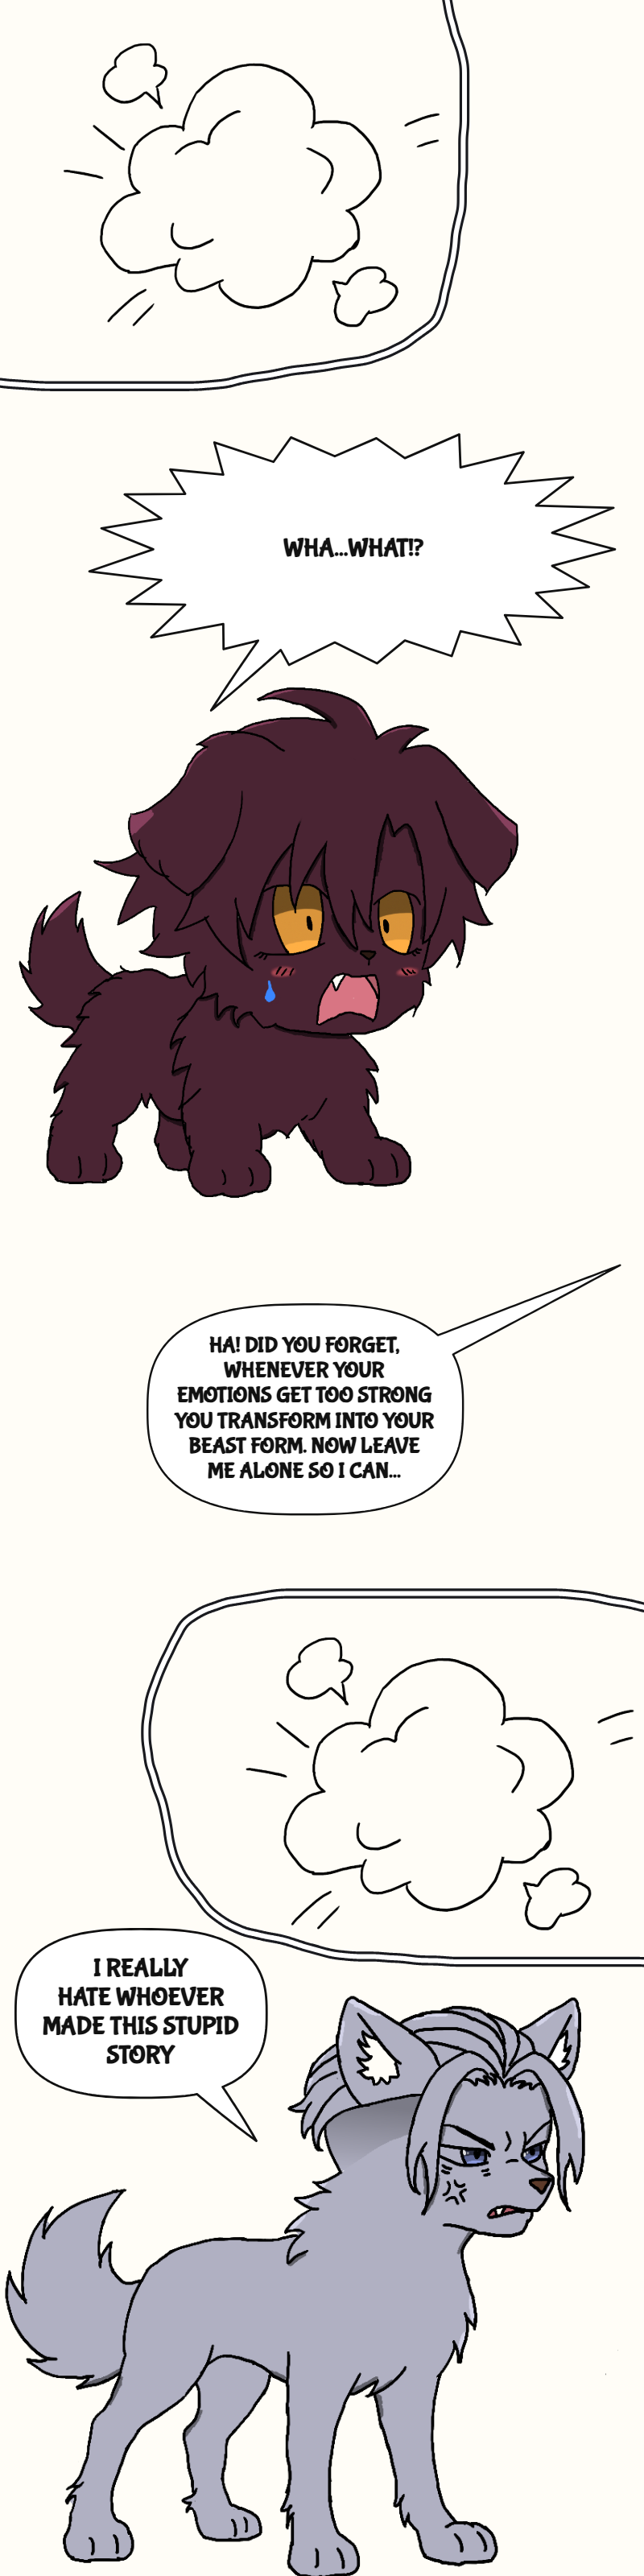 WHA...WHAT!?
HA! DID YOU FORGET,
WHENEVER YOUR
EMOTIONS GET TOO STRONG
YOU TRANSFORM INTO YOUR
BEAST FORM. NOW LEAVE
ME ALONE SO I CAN...
I REALLY
HATE WHOEVER
MADE THIS STUPID
STORY